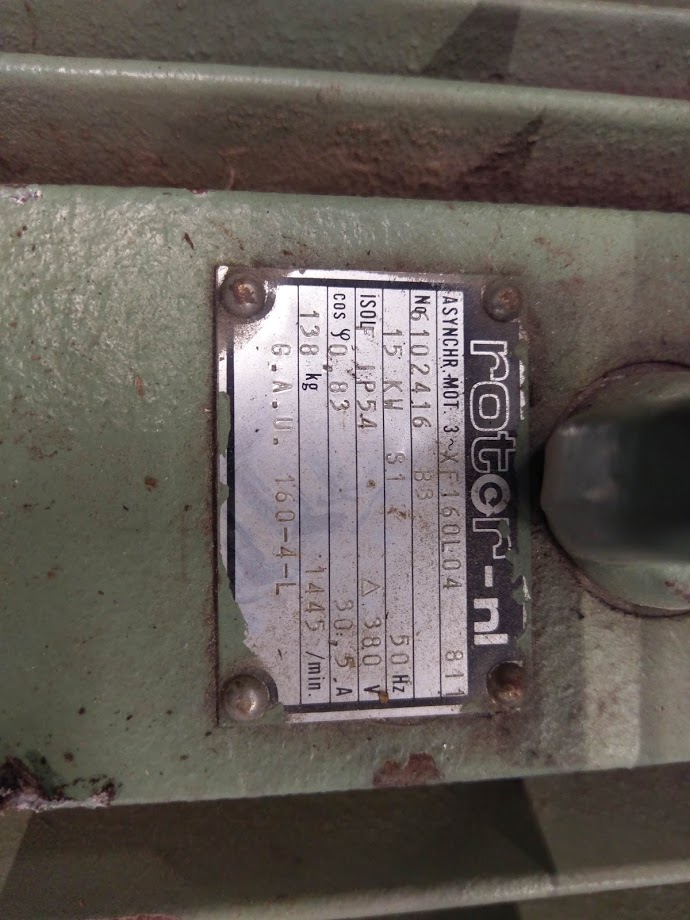 rotor-nl
ASYNCHR.-MOT. 3~ XF160L04 811
No 6102416 B3
15 KW S1 50 Hz
ISOL F IP54 △ 380 V
cos φ 0,83 30,5 A
138 kg 1445 /min.
G.A.U. 160-4-L